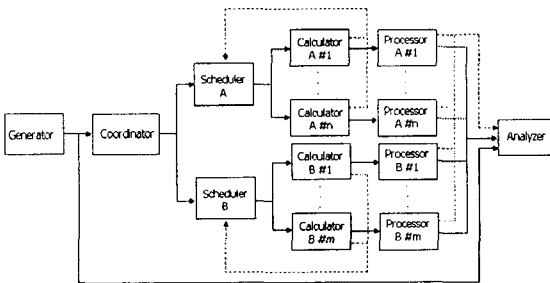 Generator
Coordinator
Scheduler
A
Scheduler
B
Calculator
A #1
Calculator
A #n
Calculator
B #1
Calculator
B #m
Processor
A #1
Processor
A #n
Processor
B #1
Processor
B #m
Analyzer